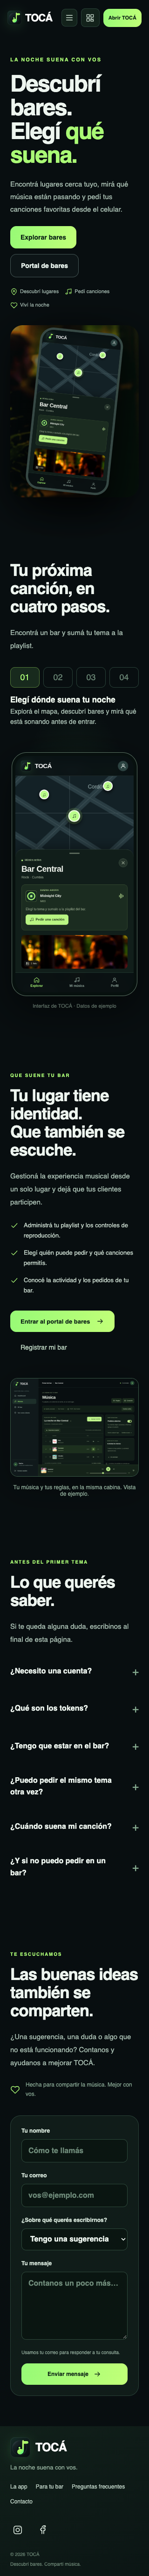 TOCÁ
Abrir TOCÁ
LA NOCHE SUENA CON VOS
Descubrí
bares.
Elegí qué
suena.
Encontrá lugares cerca tuyo, mirá qué
música están pasando y pedí tus
canciones favoritas desde el celular.
Explorar bares
Portal de bares
Descubrí lugares
Pedí canciones
Viví la noche
TOCÁ
Bar Central
Tu próxima
canción, en
cuatro pasos.
Encontrá un bar y sumá tu tema a la
playlist.
01
02
03
04
Elegí dónde suena tu noche
Explorá el mapa, descubrí bares y mirá qué
está sonando antes de entrar.
TOCÁ
Bar Central
Midnight City
Pedir una canción
Explorar
Mi música
Perfil
Interfaz de TOCÁ · Datos de ejemplo
QUE SUENE TU BAR
Tu lugar tiene
identidad.
Que también se
escuche.
Gestioná la experiencia musical desde
un solo lugar y dejá que tus clientes
participen.
Administrá tu playlist y los controles de
reproducción.
Elegí quién puede pedir y qué canciones
permitís.
Conocé la actividad y los pedidos de tu
bar.
Entrar al portal de bares
Registrar mi bar
Música
Tu música y tus reglas, en la misma cabina. Vista
de ejemplo.
ANTES DEL PRIMER TEMA
Lo que querés
saber.
Si te queda alguna duda, escribinos al
final de esta página.
¿Necesito una cuenta?
¿Qué son los tokens?
¿Tengo que estar en el bar?
¿Puedo pedir el mismo tema
otra vez?
¿Cuándo suena mi canción?
¿Y si no puedo pedir en un
bar?
TE ESCUCHAMOS
Las buenas ideas
también se
comparten.
¿Una sugerencia, una duda o algo que
no está funcionando? Contanos y
ayudanos a mejorar TOCÁ.
Hecha para compartir la música. Mejor con
vos.
Tu nombre
Cómo te llamás
Tu correo
vos@ejemplo.com
¿Sobre qué querés escribirnos?
Tengo una sugerencia
Tu mensaje
Contanos un poco más...
Usamos tu correo para responder a tu consulta.
Enviar mensaje
TOCÁ
La noche suena con vos.
La app
Para tu bar
Preguntas frecuentes
Contacto
© 2026 TOCÁ
Descubrí bares. Compartí música.